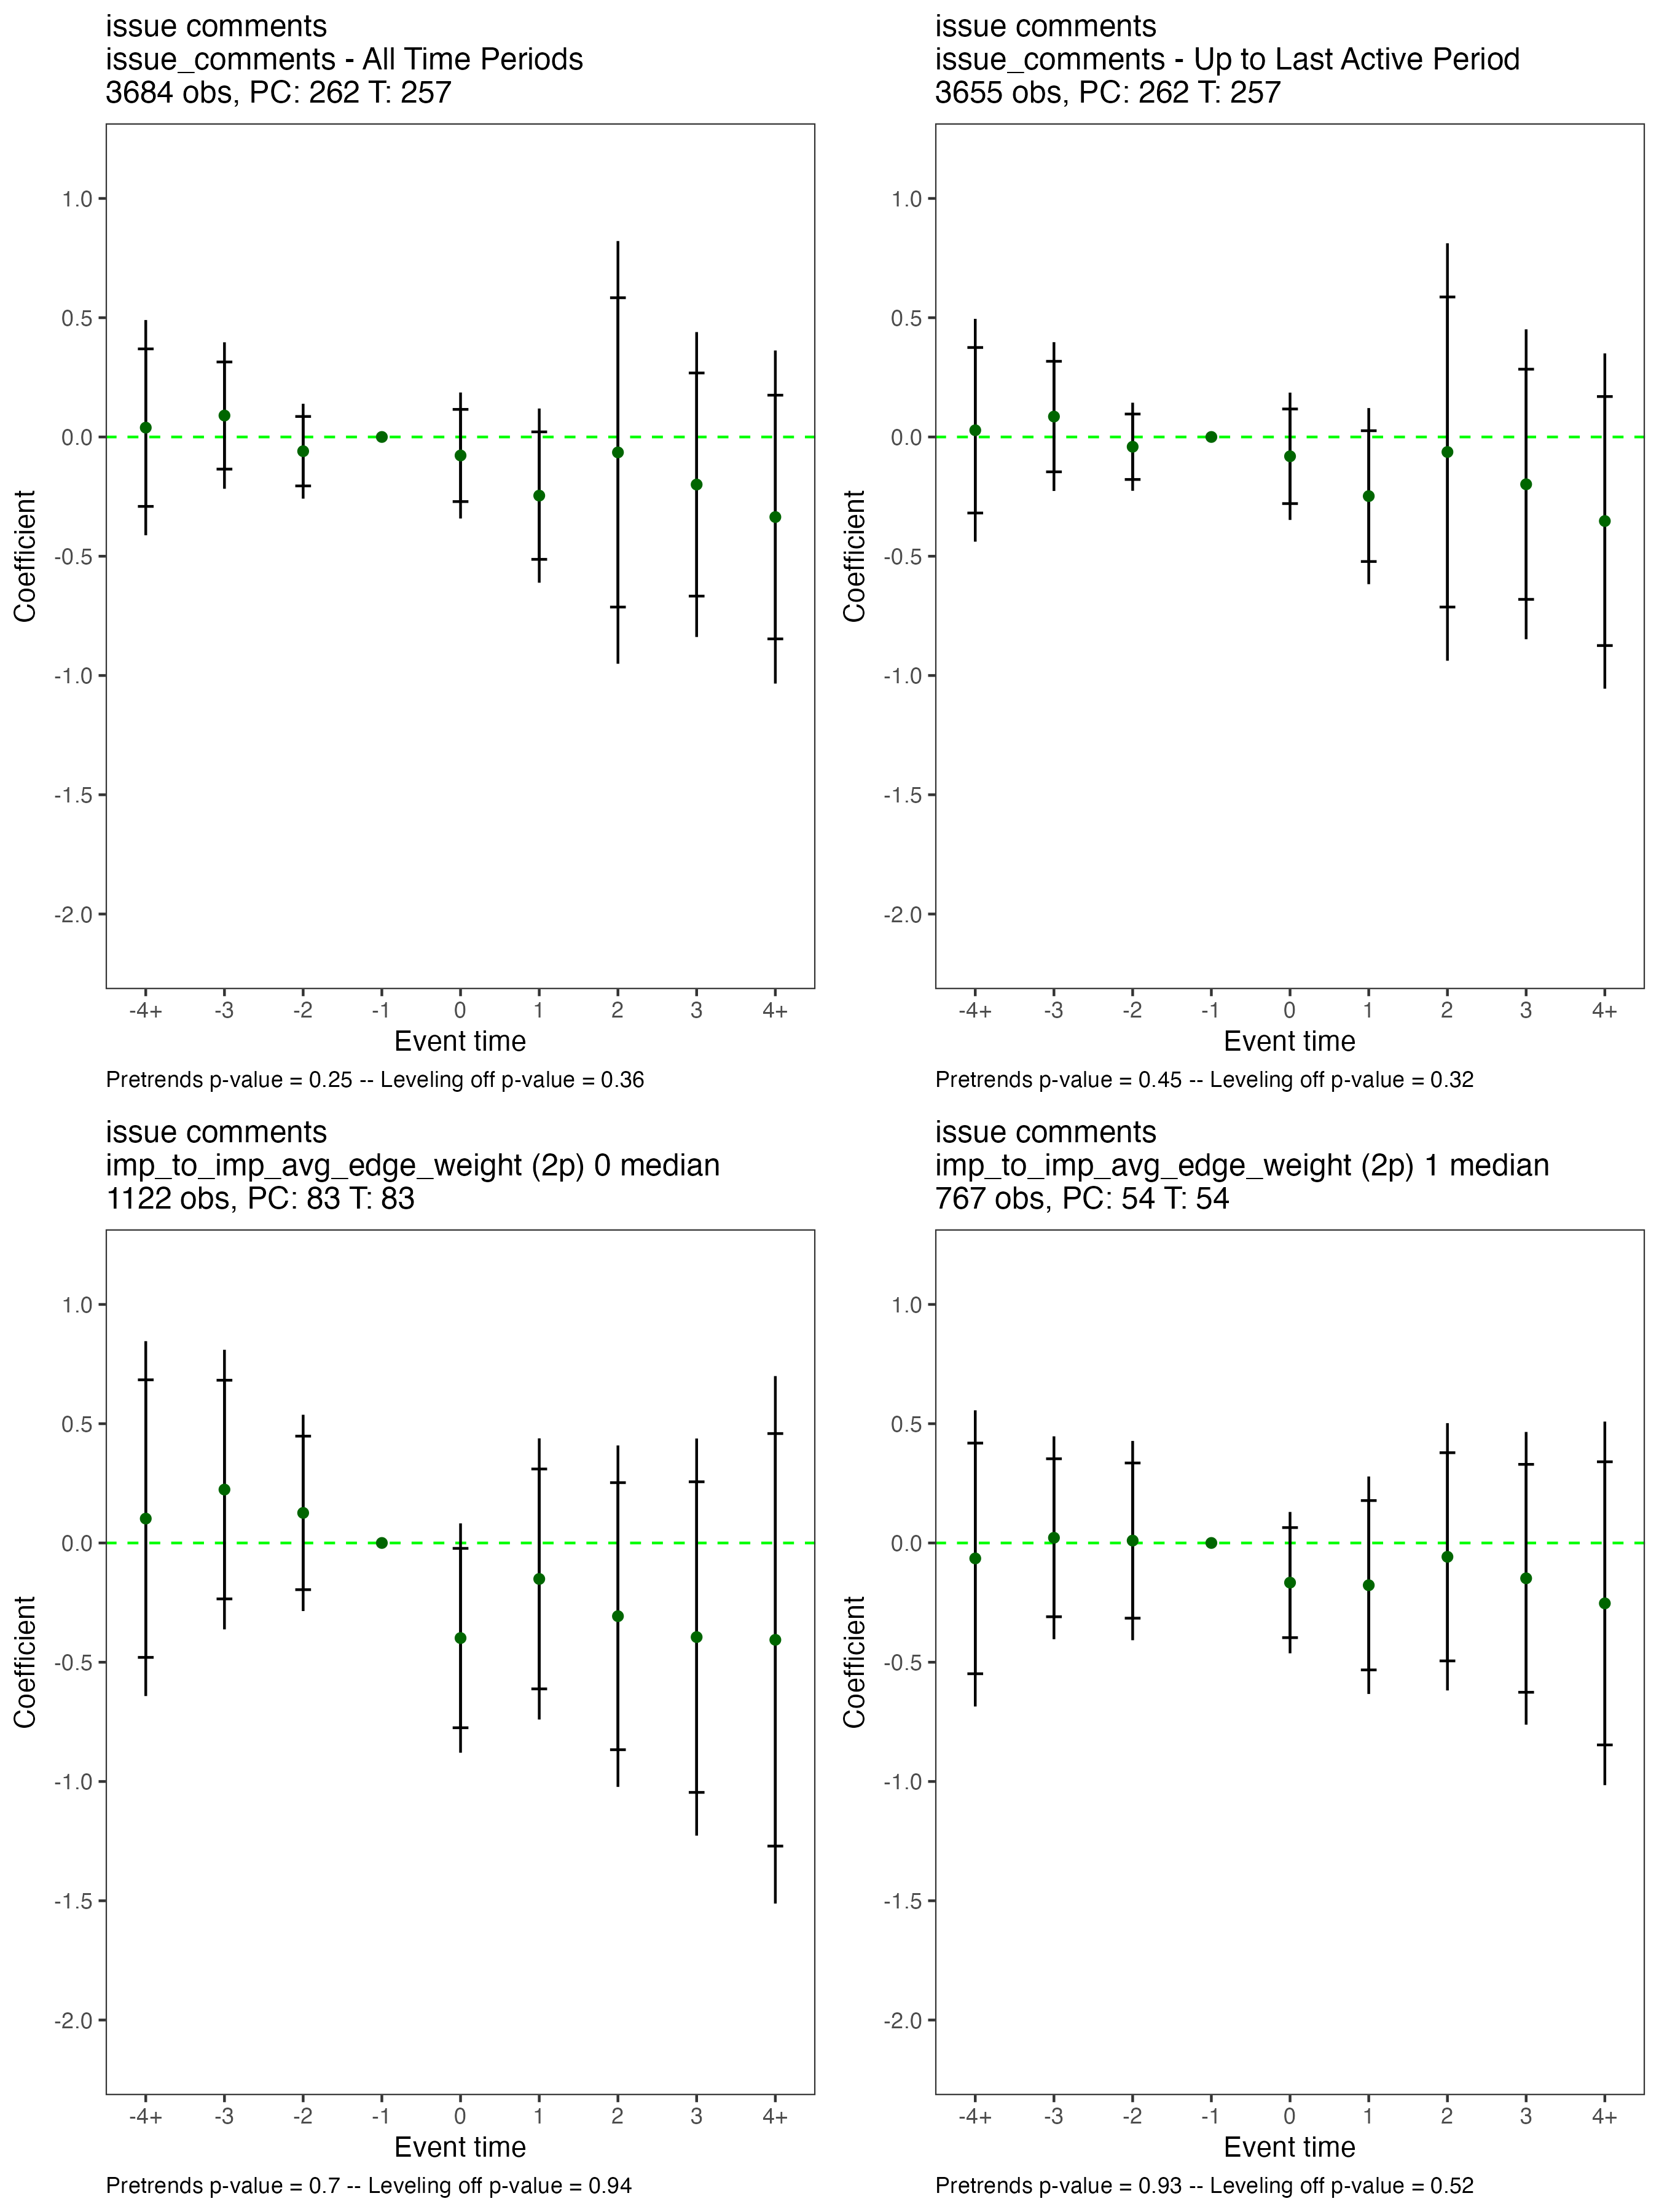 issue comments
issue_comments - All Time Periods
3684 obs, PC: 262 T: 257
1.0
0.5
0.0
-0.5
-1.0
-1.5
-2.0
Coefficient
-4+ -3 -2 -1 0 1 2 3 4+
Event time
Pretrends p-value = 0.25 -- Leveling off p-value = 0.36
issue comments
issue_comments - Up to Last Active Period
3655 obs, PC: 262 T: 257
1.0
0.5
0.0
-0.5
-1.0
-1.5
-2.0
Coefficient
-4+ -3 -2 -1 0 1 2 3 4+
Event time
Pretrends p-value = 0.45 -- Leveling off p-value = 0.32
issue comments
imp_to_imp_avg_edge_weight (2p) 0 median
1122 obs, PC: 83 T: 83
1.0
0.5
0.0
-0.5
-1.0
-1.5
-2.0
Coefficient
-4+ -3 -2 -1 0 1 2 3 4+
Event time
Pretrends p-value = 0.7 -- Leveling off p-value = 0.94
issue comments
imp_to_imp_avg_edge_weight (2p) 1 median
767 obs, PC: 54 T: 54
1.0
0.5
0.0
-0.5
-1.0
-1.5
-2.0
Coefficient
-4+ -3 -2 -1 0 1 2 3 4+
Event time
Pretrends p-value = 0.93 -- Leveling off p-value = 0.52